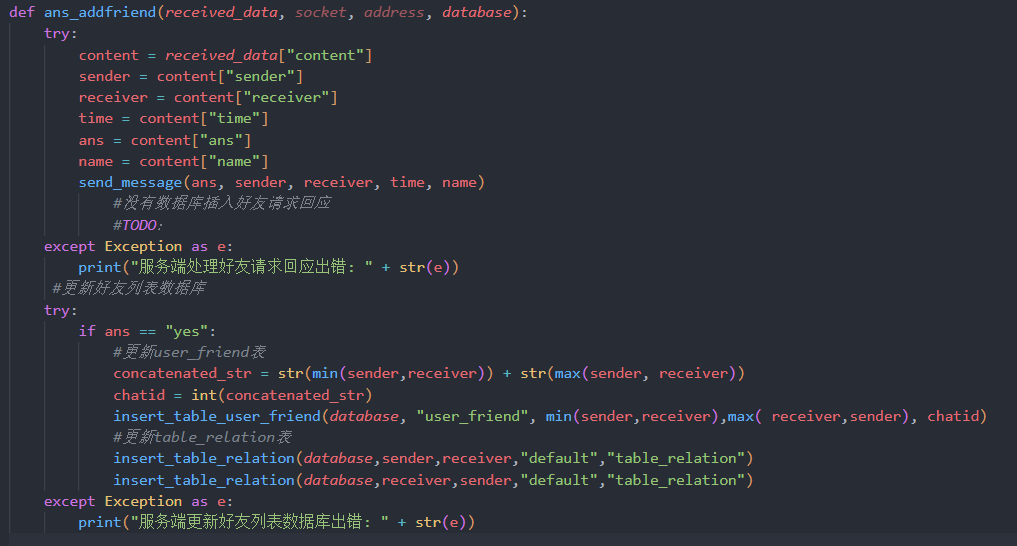 def ans_addfriend(received_data, socket, address, database):
    try:
        content = received_data["content"]
        sender = content["sender"]
        receiver = content["receiver"]
        time = content["time"]
        ans = content["ans"]
        name = content["name"]
        send_message(ans, sender, receiver, time, name)
            #没有数据库插入好友请求回应
            #TODO:
    except Exception as e:
        print("服务端处理好友请求回应出错: " + str(e))
     #更新好友列表数据库
    try:
        if ans == "yes":
            #更新user_friend表
            concatenated_str = str(min(sender,receiver)) + str(max(sender, receiver))
            chatid = int(concatenated_str)
            insert_table_user_friend(database, "user_friend", min(sender,receiver),max( receiver,sender), chatid)
            #更新table_relation表
            insert_table_relation(database,sender,receiver,"default","table_relation")
            insert_table_relation(database,receiver,sender,"default","table_relation")
    except Exception as e:
        print("服务端更新好友列表数据库出错: " + str(e))